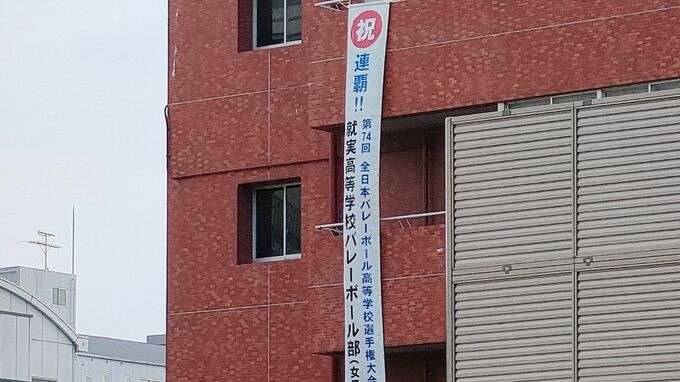 祝
連覇!!
第74回 全日本バレーボール高等学校選手権大会
就実高等学校バレーボール部(女子